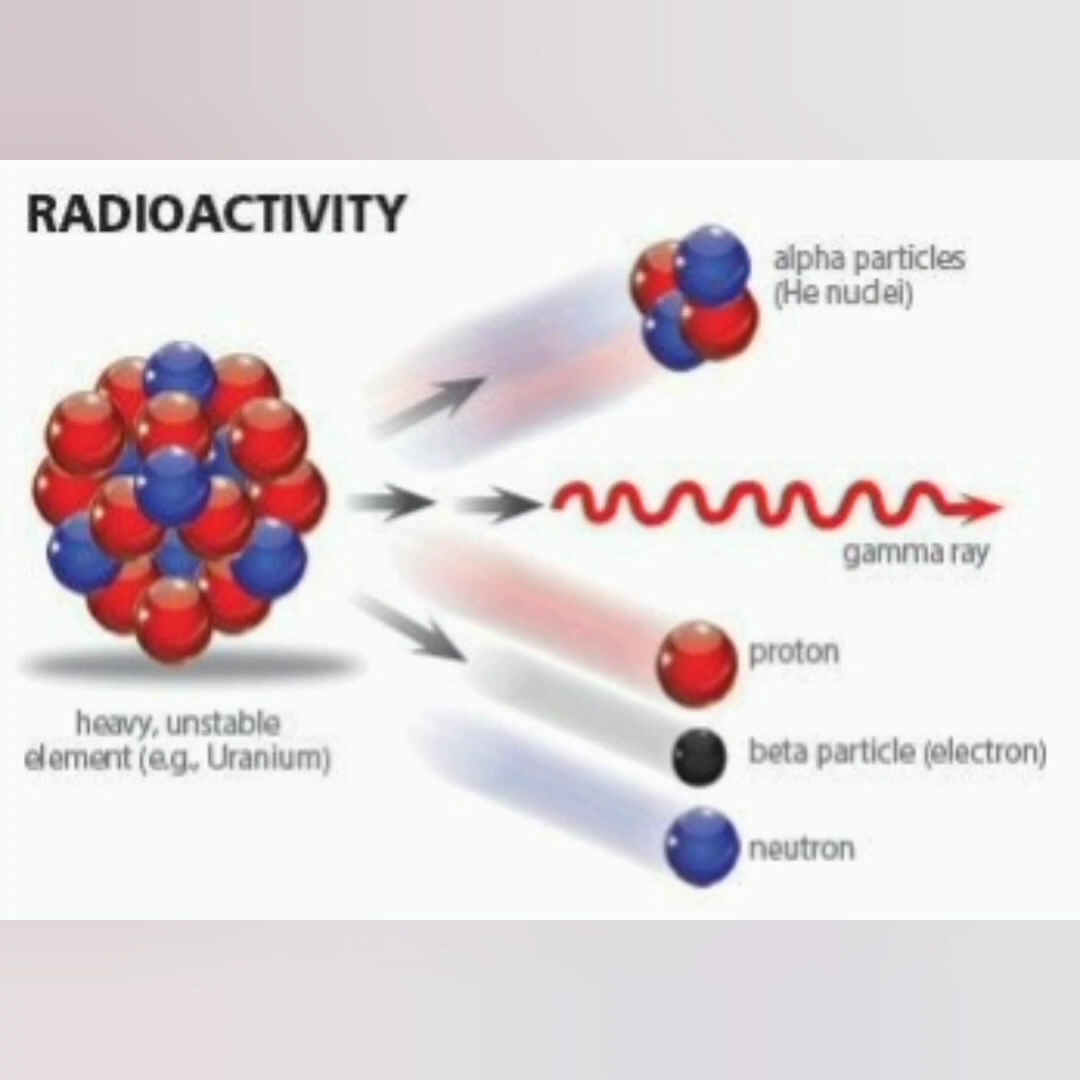 RADIOACTIVITY
alpha particles
(He nuclei)
gamma ray
proton
beta particle (electron)
neutron
heavy, unstable
element (e.g., Uranium)